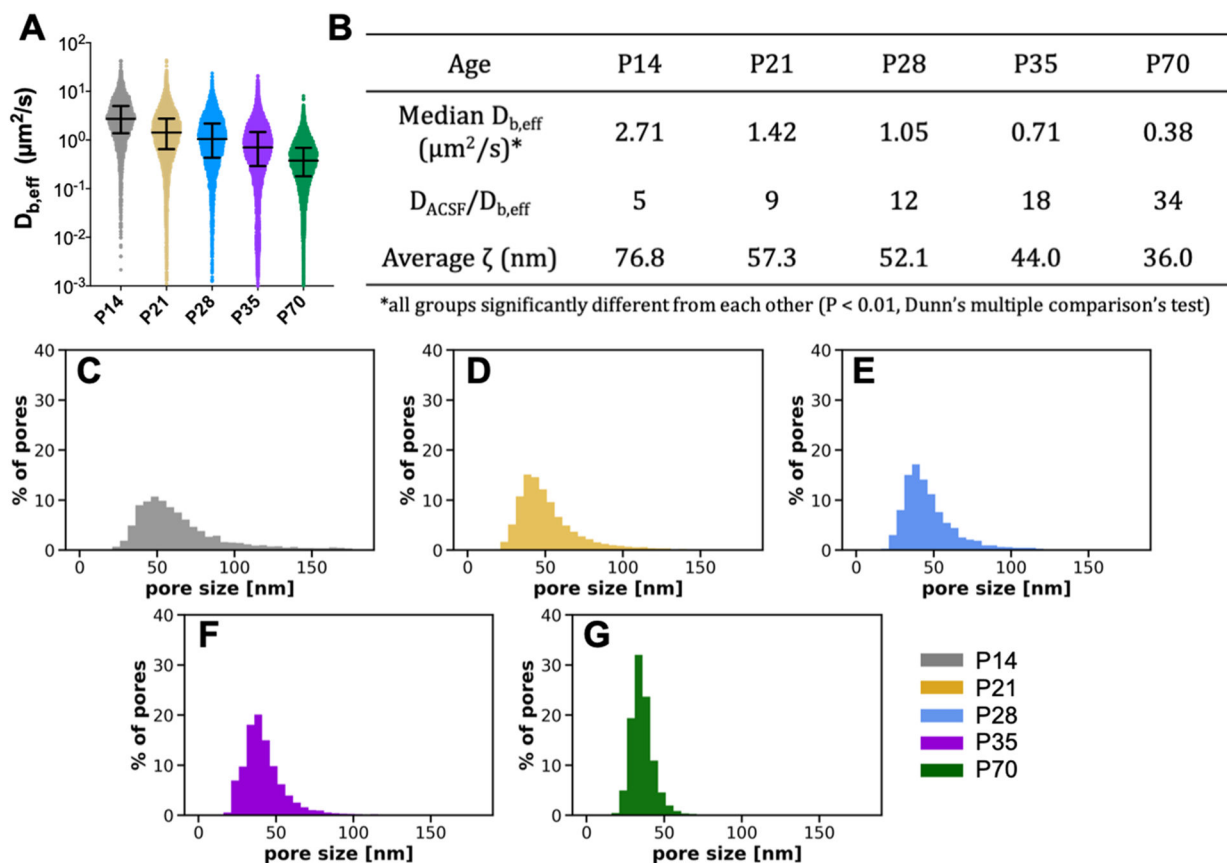 A
D_b,eff (µm²/s)
10²
10¹
10⁰
10⁻¹
10⁻²
10⁻³
P14 P21 P28 P35 P70
B
Age P14 P21 P28 P35 P70
Median D_b,eff (µm²/s)* 2.71 1.42 1.05 0.71 0.38
D_ACSF/D_b,eff 5 9 12 18 34
Average ζ (nm) 76.8 57.3 52.1 44.0 36.0
*all groups significantly different from each other (P < 0.01, Dunn's multiple comparison's test)
C
% of pores
40
30
20
10
0
0 50 100 150
pore size [nm]
D
% of pores
40
30
20
10
0
0 50 100 150
pore size [nm]
E
% of pores
40
30
20
10
0
0 50 100 150
pore size [nm]
F
% of pores
40
30
20
10
0
0 50 100 150
pore size [nm]
G
% of pores
40
30
20
10
0
0 50 100 150
pore size [nm]
P14
P21
P28
P35
P70